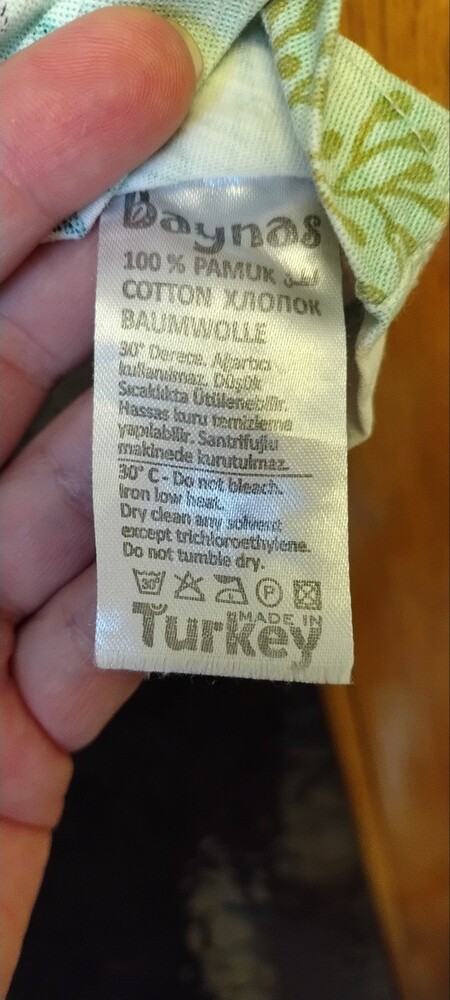 Baynas
100 % PAMUK قطن
COTTON ХЛОПОК
BAUMWOLLE
30° Derece. Ağartıcı
kullanılmaz. Düşük
Sıcaklıkta Ütülenebilir.
Hassas kuru temizleme
yapılabilir. Santrifujlu
makinede kurutulmaz.
30° C - Do not bleach.
Iron low heat.
Dry clean any solvent
except trichloroethylene.
Do not tumble dry.
30° P
MADE IN
Turkey